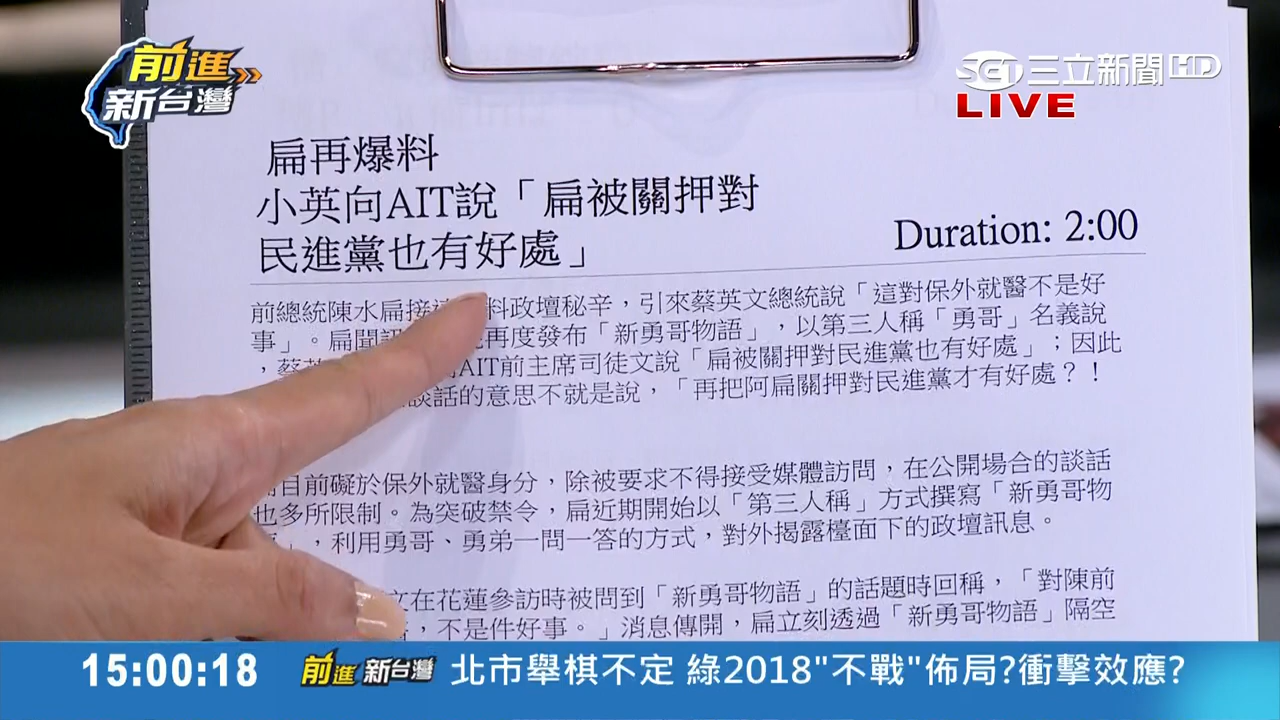 前進
新台灣
SET三立新聞HD
LIVE
扁再爆料
小英向AIT說「扁被關押對
民進黨也有好處」
Duration: 2:00
前總統陳水扁接 料政壇秘辛，引來蔡英文總統說「這對保外就醫不是好
事」。扁聞訊 再度發布「新勇哥物語」，以第三人稱「勇哥」名義說
，蔡 AIT前主席司徒文說「扁被關押對民進黨也有好處」；因此
談話的意思不就是說，「再把阿扁關押對民進黨才有好處？！
目前礙於保外就醫身分，除被要求不得接受媒體訪問，在公開場合的談話
也多所限制。為突破禁令，扁近期開始以「第三人稱」方式撰寫「新勇哥物
」，利用勇哥、勇弟一問一答的方式，對外揭露檯面下的政壇訊息。
在花蓮參訪時被問到「新勇哥物語」的話題時回稱，「對陳前
，不是件好事。」消息傳開，扁立刻透過「新勇哥物語」隔空
15:00:18 前進新台灣 北市舉棋不定 綠2018"不戰"佈局?衝擊效應?